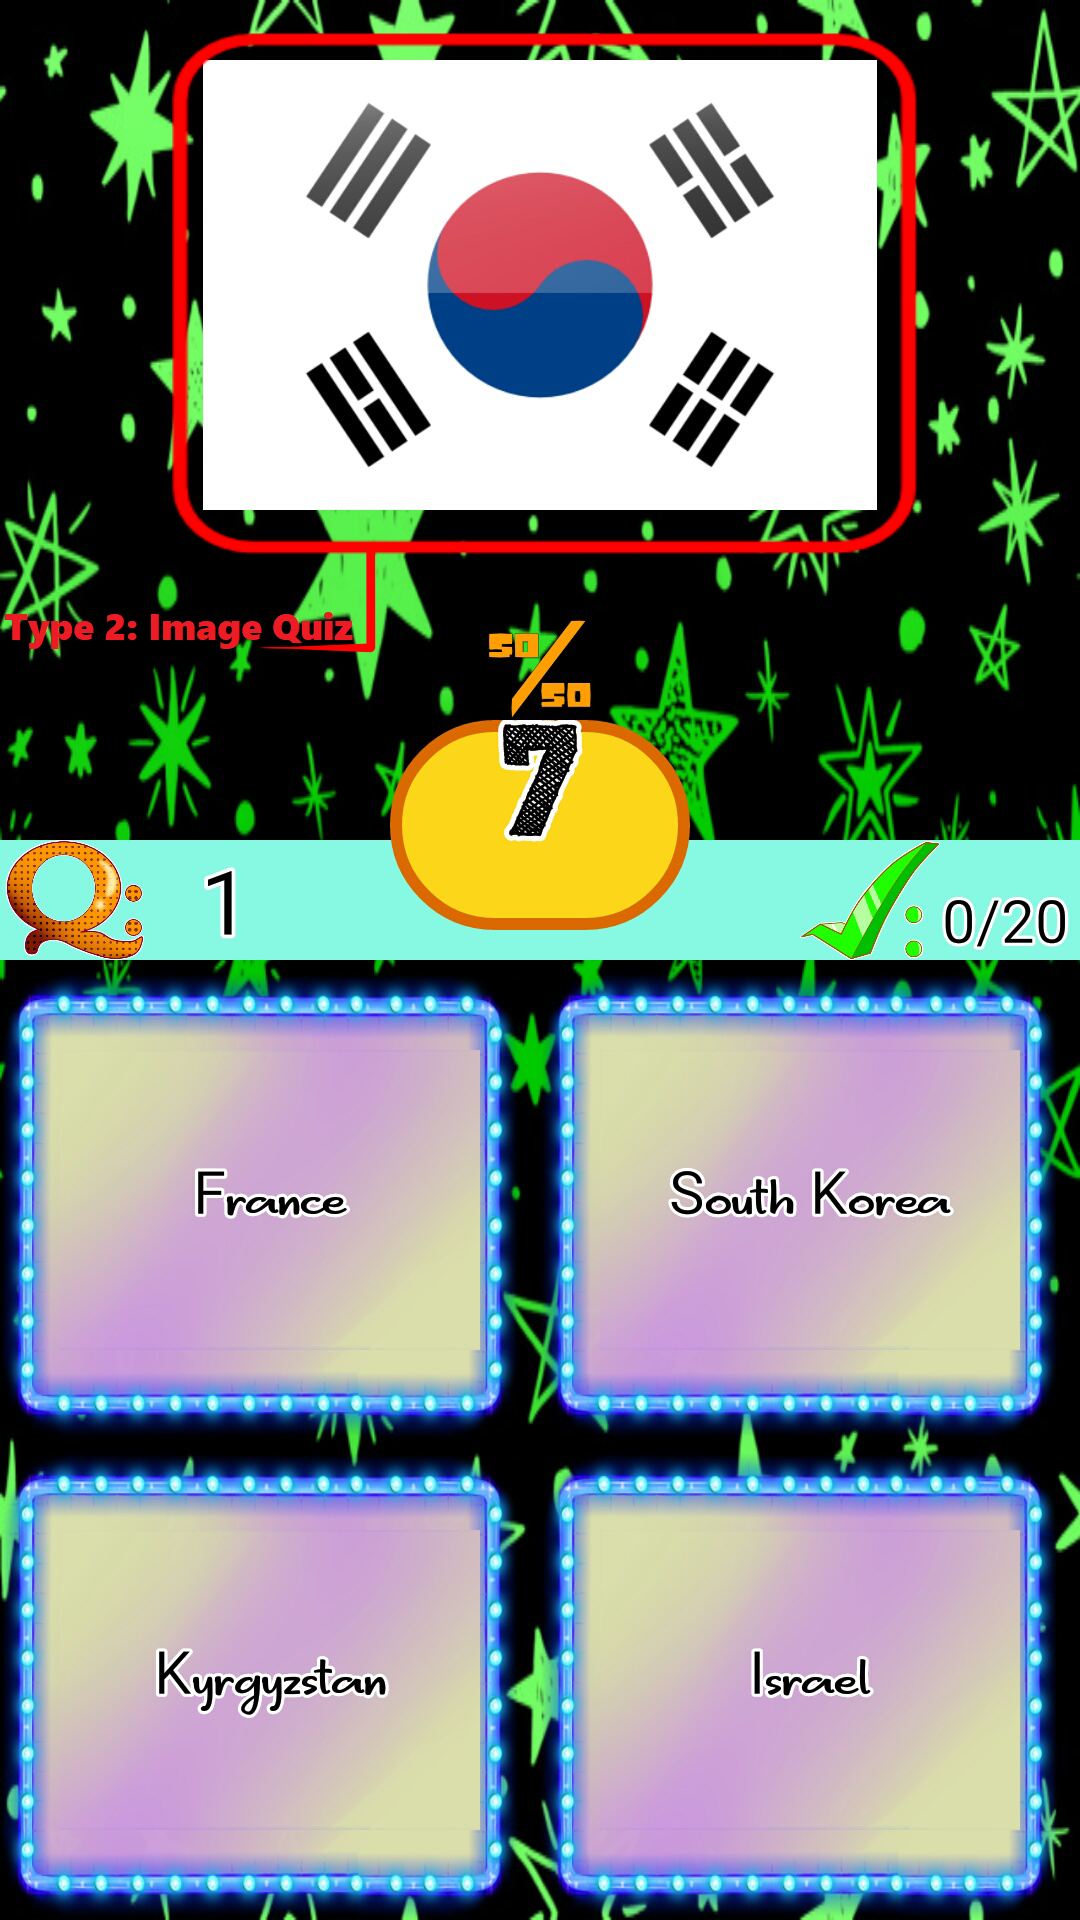 Type 2: Image Quiz
50/50
7
Q: 1
: 0/20
France
South Korea
Kyrgyzstan
Israel